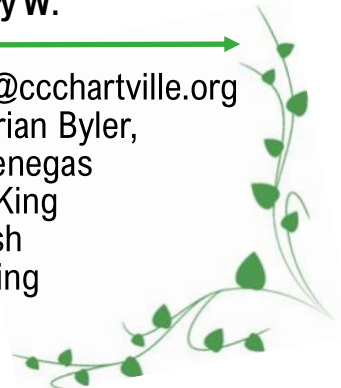 y W.
@ccchartville.org
rian Byler,
enegas
King
sh
ing